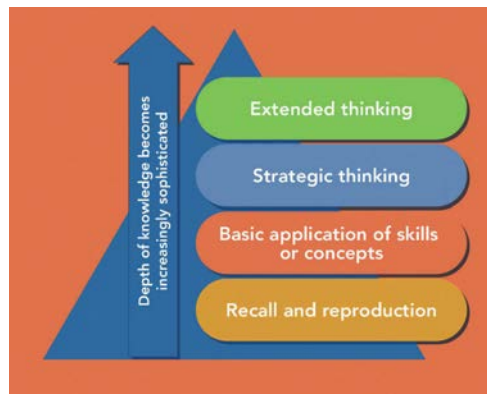 Depth of knowledge becomes
increasingly sophisticated
Extended thinking
Strategic thinking
Basic application of skills
or concepts
Recall and reproduction